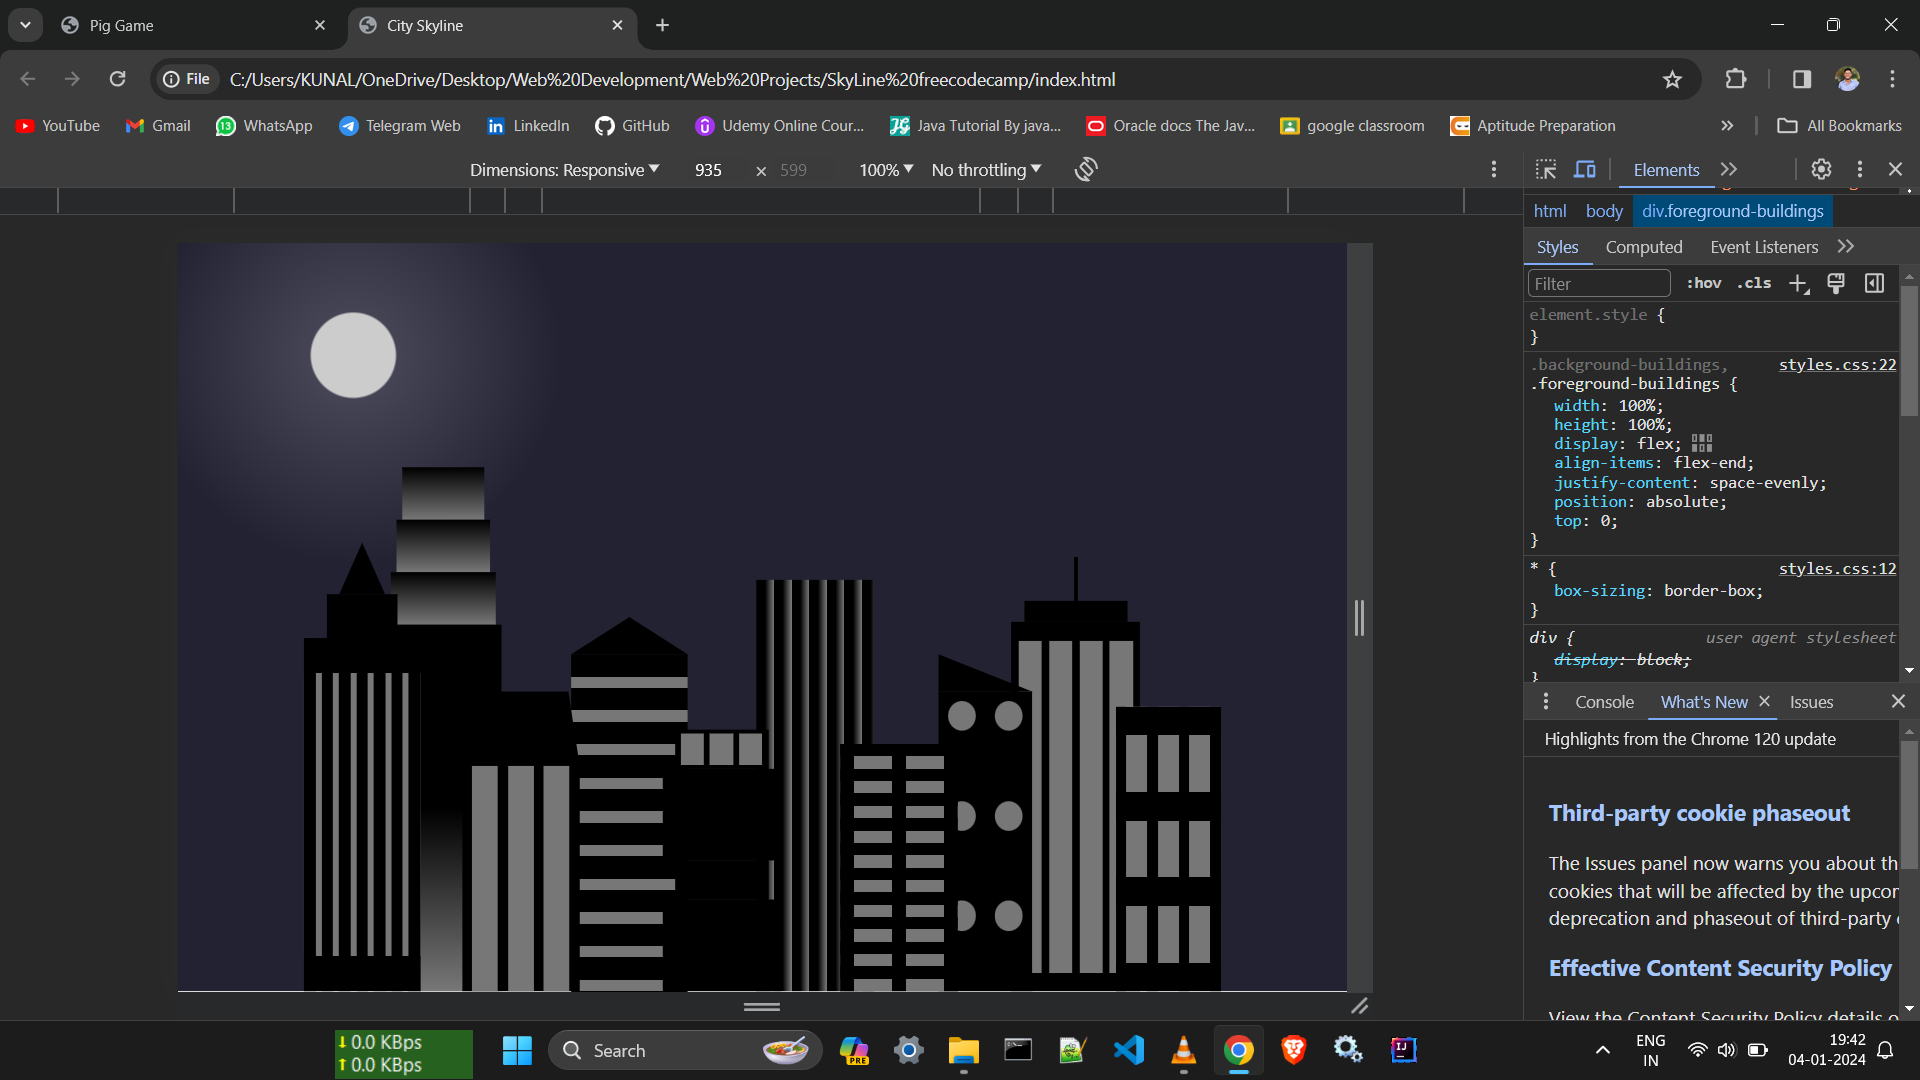 Pig Game
City Skyline
File
C:/Users/KUNAL/OneDrive/Desktop/Web%20Development/Web%20Projects/SkyLine%20freecodecamp/index.html
YouTube
Gmail
13
WhatsApp
Telegram Web
LinkedIn
GitHub
Udemy Online Cour...
Java Tutorial By java...
Oracle docs The Jav...
google classroom
Aptitude Preparation
All Bookmarks
Dimensions: Responsive
935 × 599
100%
No throttling
Elements
html body div.foreground-buildings
Styles Computed Event Listeners
Filter
:hov .cls
element.style {
}
.background-buildings, styles.css:22
.foreground-buildings {
width: 100%;
height: 100%;
display: flex;
align-items: flex-end;
justify-content: space-evenly;
position: absolute;
top: 0;
}
* { styles.css:12
box-sizing: border-box;
}
div { user agent stylesheet
display: block;
}
Console What's New Issues
Highlights from the Chrome 120 update
Third-party cookie phaseout
The Issues panel now warns you about th
cookies that will be affected by the upcor
deprecation and phaseout of third-party
Effective Content Security Policy
View the Content Security Policy details o
0.0 KBps
0.0 KBps
Search
PRE
IJ
ENG
IN
19:42
04-01-2024